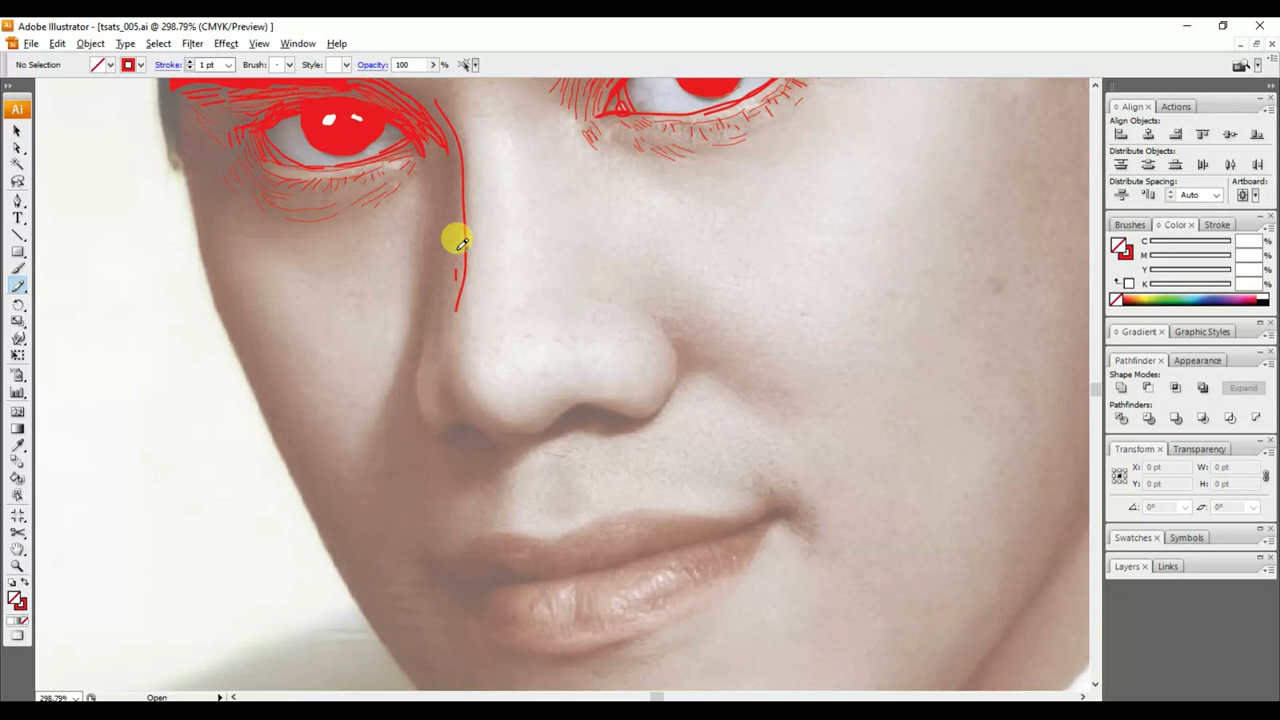 Adobe Illustrator - [tsats_005.ai @ 298.79% (CMYK/Preview) ]
File Edit Object Type Select Filter Effect View Window Help
No Selection Stroke: 1 pt Brush: Style: Opacity: 100 %
Ai
Align Actions
Align Objects:
Distribute Objects:
Distribute Spacing: Artboard:
Auto
Brushes Color Stroke
C %
M %
Y %
K %
Gradient Graphic Styles
Pathfinder Appearance
Shape Modes:
Expand
Pathfinders:
Transform Transparency
X: 0 pt W: 0 pt
Y: 0 pt H: 0 pt
0° 0°
Swatches Symbols
Layers Links
298.79% Open